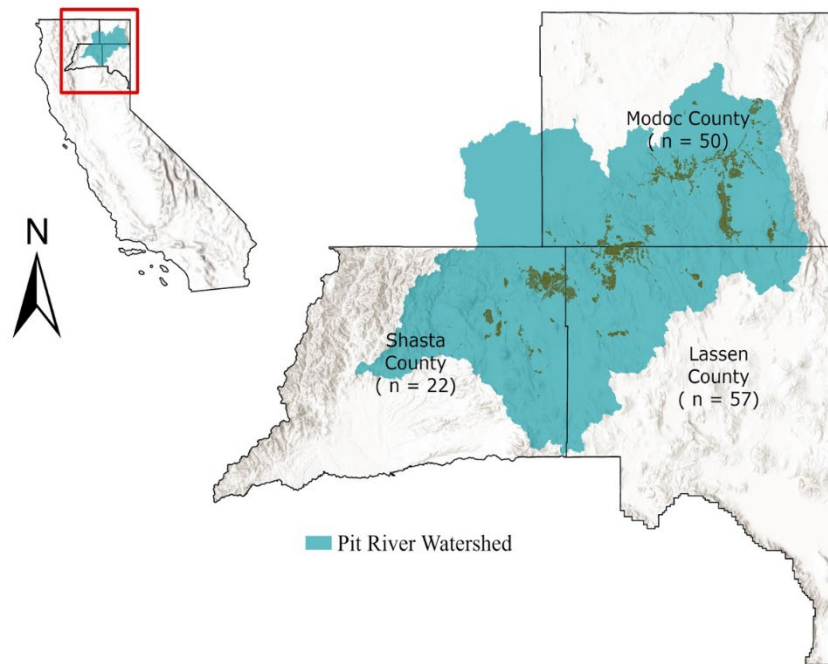 N
Modoc County
( n = 50)
Shasta
County
( n = 22)
Lassen
County
( n = 57)
Pit River Watershed